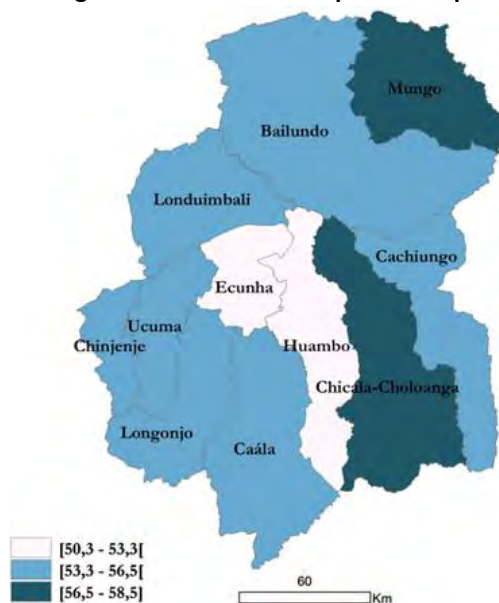 Mungo
Bailundo
Londuimbali
Cachiungo
Ecunha
Ucuma
Chinjenje
Huambo
Chicala-Choloanga
Longonjo
Caála
[50,3 - 53,3[
[53,3 - 56,5[
[56,5 - 58,5]
60
Km